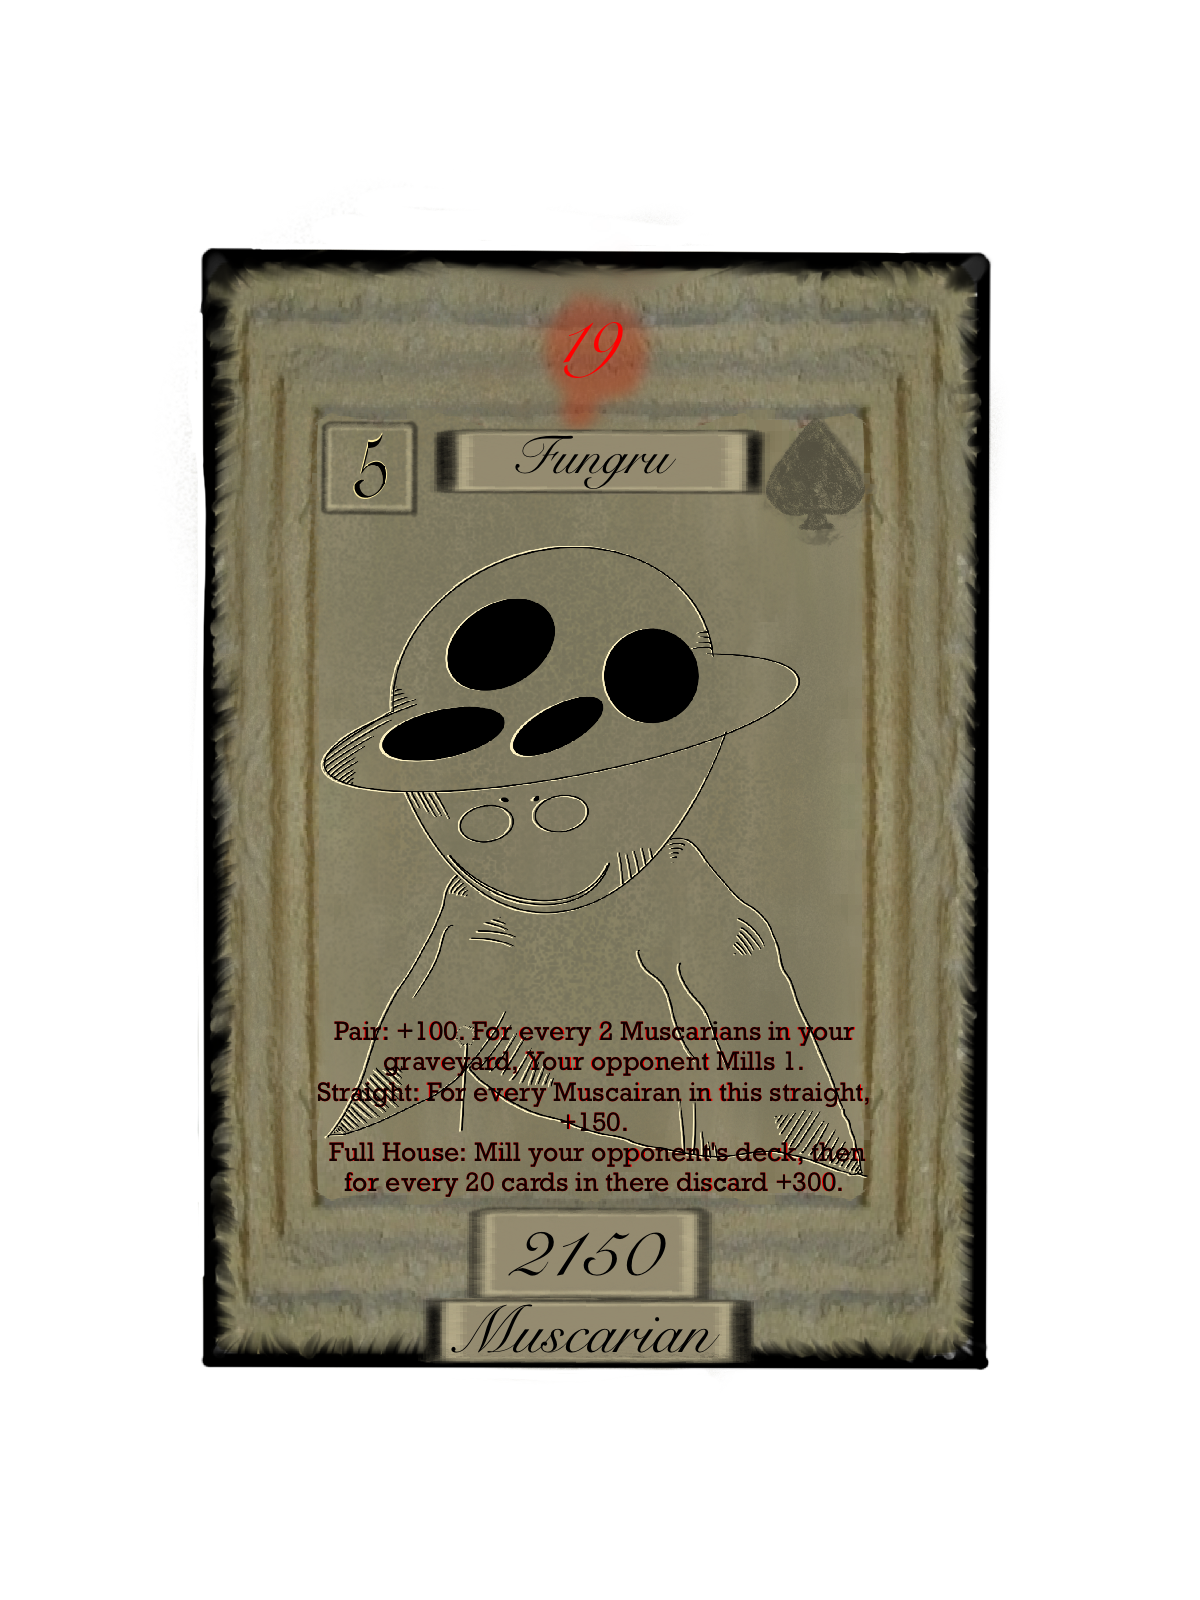 19
5
Fungru
Pair: +100. For every 2 Muscarians in your
graveyard, Your opponent Mills 1.
Straight: For every Muscairan in this straight,
+150.
Full House: Mill your opponent's deck, then
for every 20 cards in there discard +300.
2150
Muscarian